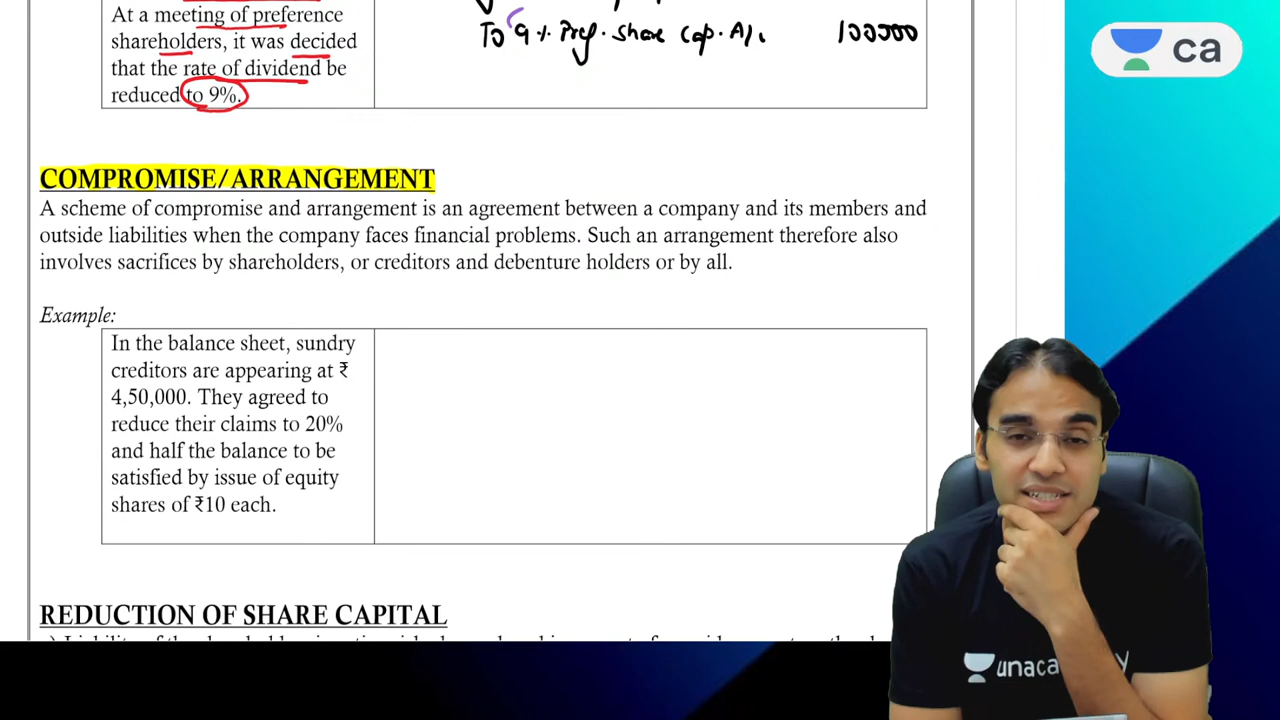 At a meeting of preference
shareholders, it was decided
that the rate of dividend be
reduced to 9%.
To 9% Pref. Share Cap. A/c 100000
ca
COMPROMISE/ARRANGEMENT
A scheme of compromise and arrangement is an agreement between a company and its members and
outside liabilities when the company faces financial problems. Such an arrangement therefore also
involves sacrifices by shareholders, or creditors and debenture holders or by all.
Example:
In the balance sheet, sundry
creditors are appearing at ₹
4,50,000. They agreed to
reduce their claims to 20%
and half the balance to be
satisfied by issue of equity
shares of ₹10 each.
REDUCTION OF SHARE CAPITAL
unaca y